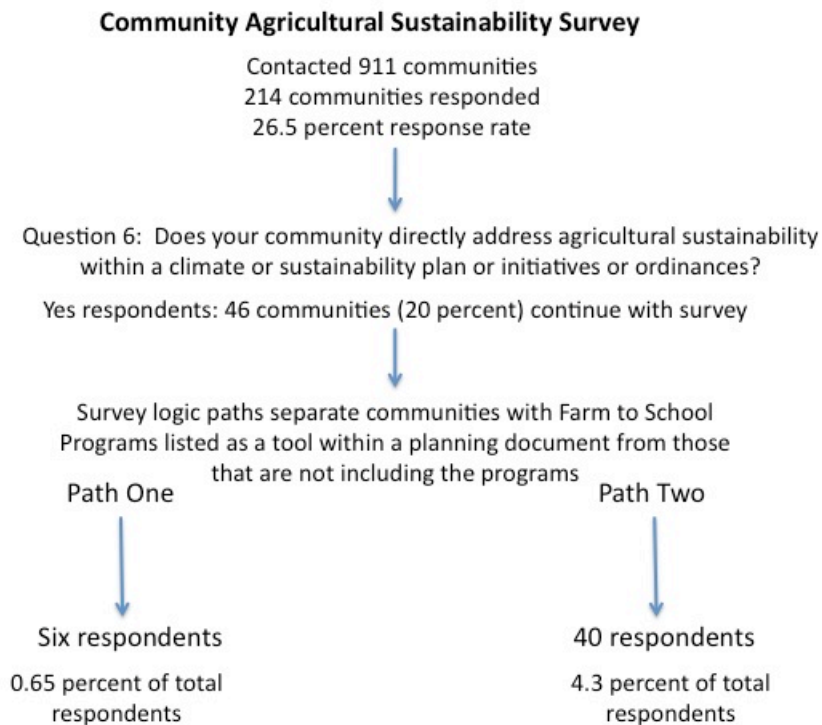 Community Agricultural Sustainability Survey
Contacted 911 communities
214 communities responded
26.5 percent response rate
Question 6:  Does your community directly address agricultural sustainability
within a climate or sustainability plan or initiatives or ordinances?
Yes respondents: 46 communities (20 percent) continue with survey
Survey logic paths separate communities with Farm to School
Programs listed as a tool within a planning document from those
that are not including the programs
Path One
Path Two
Six respondents
0.65 percent of total
respondents
40 respondents
4.3 percent of total
respondents